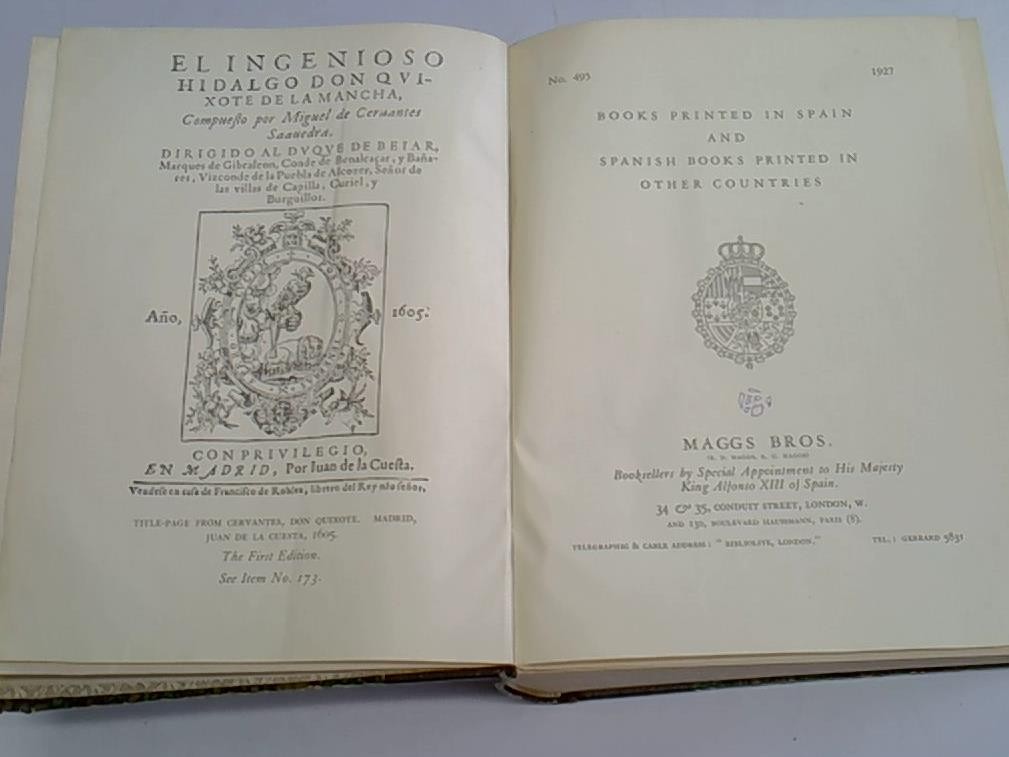 EL INGENIOSO
HIDALGO DON QVI-
XOTE DE LA MANCHA,
Compuesto por Miguel de Cervantes
Saauedra.
DIRIGIDO AL DVQVE DE BEIAR,
Marques de Gibraleon, Conde de Benalcaçar, y Baña-
res, Vizconde de la Puebla de Alcozer, Señor de
las villas de Capilla, Curiel, y
Burguillos.
Año, 1605.
CON PRIVILEGIO,
EN MADRID, Por Iuan de la Cuesta.
Vendese en casa de Francisco de Robles, librero del Rey nro señor,
TITLE-PAGE FROM CERVANTES, DON QUIXOTE. MADRID,
JUAN DE LA CUESTA, 1605.
The First Edition.
See Item No. 173.
No. 495 1927
BOOKS PRINTED IN SPAIN
AND
SPANISH BOOKS PRINTED IN
OTHER COUNTRIES
MAGGS BROS.
Booksellers by Special Appointment to His Majesty
King Alfonso XIII of Spain.
34 & 35, CONDUIT STREET, LONDON, W.
AND 130, BOULEVARD HAUSSMANN, PARIS (8).
TELEGRAPHIC & CABLE ADDRESS: "BIBLIOLITE, LONDON." TEL.: GERRARD 5831